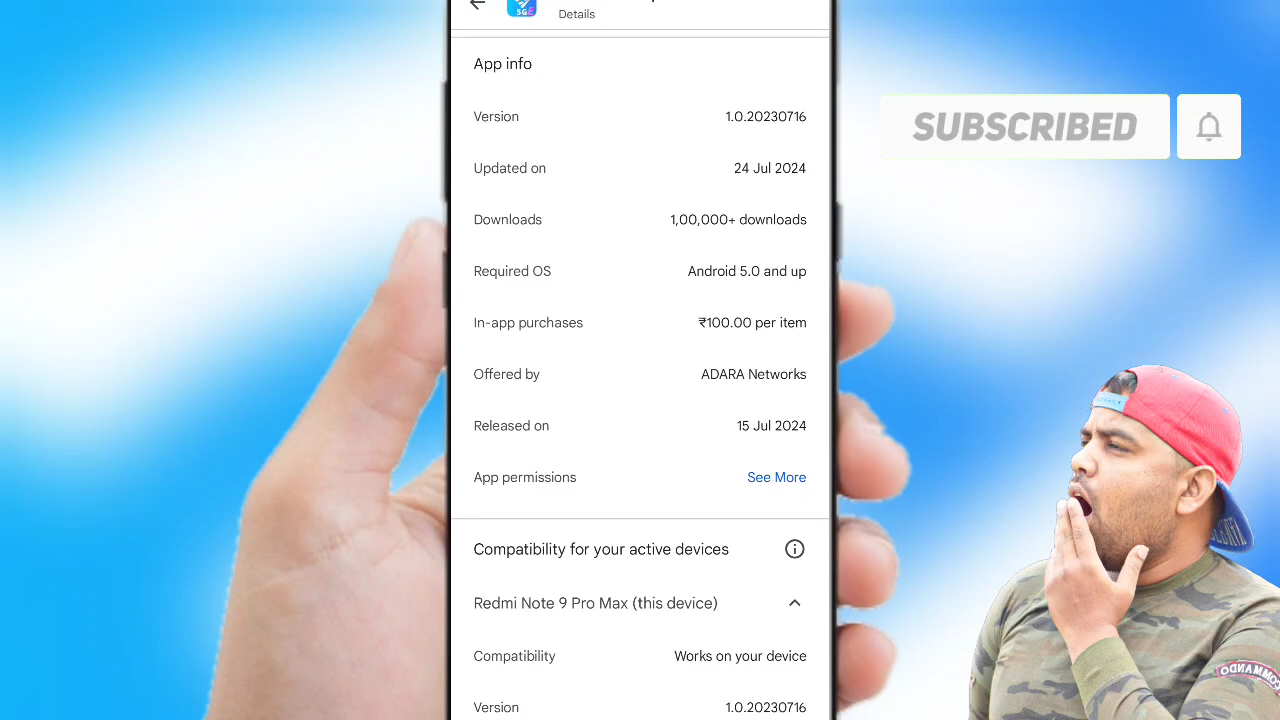 5GE
Details
App info
Version 1.0.20230716
Updated on 24 Jul 2024
Downloads 1,00,000+ downloads
Required OS Android 5.0 and up
In-app purchases ₹100.00 per item
Offered by ADARA Networks
Released on 15 Jul 2024
App permissions See More
Compatibility for your active devices
Redmi Note 9 Pro Max (this device)
Compatibility Works on your device
Version 1.0.20230716
SUBSCRIBED
COMMANDO